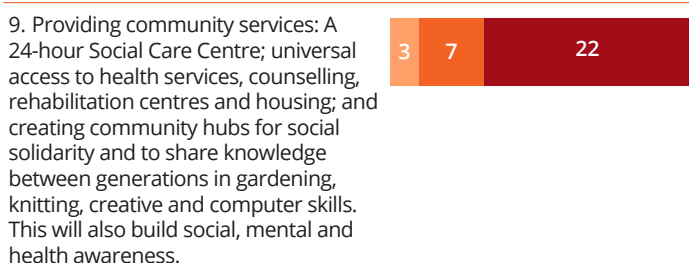 9. Providing community services: A
24-hour Social Care Centre; universal
access to health services, counselling,
rehabilitation centres and housing; and
creating community hubs for social
solidarity and to share knowledge
between generations in gardening,
knitting, creative and computer skills.
This will also build social, mental and
health awareness.
3 7 22